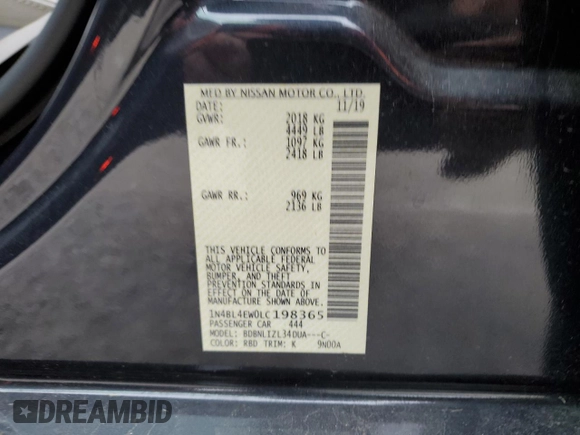 MFD BY NISSAN MOTOR CO., LTD.
DATE: 11/19
GVWR: 2018 KG
4449 LB
GAWR FR.: 1097 KG
2418 LB
GAWR RR.: 969 KG
2136 LB
THIS VEHICLE CONFORMS TO
ALL APPLICABLE FEDERAL
MOTOR VEHICLE SAFETY,
BUMPER, AND THEFT
PREVENTION STANDARDS IN
EFFECT ON THE DATE OF
MANUFACTURE SHOWN ABOVE.
1N4BL4EW0LC198365
PASSENGER CAR 444
MODEL: BDBNLIZL34DUA---C-
COLOR: RBD TRIM: K 9N00A
DREAMBID